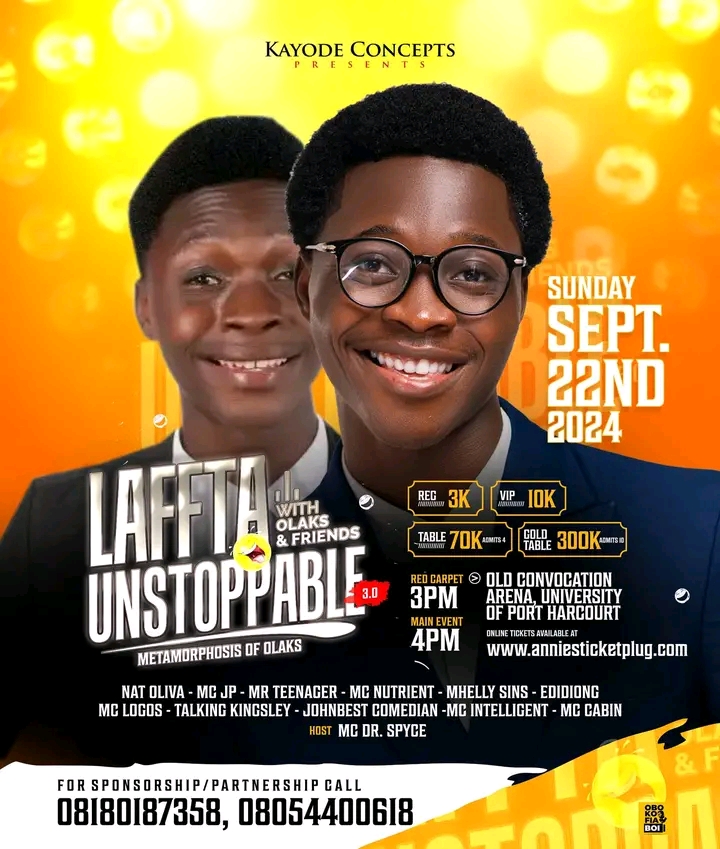 KAYODE CONCEPTS
PRESENTS
SUNDAY
SEPT.
22ND
2024
LAFFTA
WITH
OLAKS
& FRIENDS
UNSTOPPABLE
3.0
METAMORPHOSIS OF OLAKS
REG 3K
VIP 10K
TABLE 70K ADMITS 4
GOLD TABLE 300K ADMITS 10
RED CARPET
3PM
MAIN EVENT
4PM
OLD CONVOCATION
ARENA, UNIVERSITY
OF PORT HARCOURT
ONLINE TICKETS AVAILABLE AT
www.anniesticketplug.com
NAT OLIVA - MC JP - MR TEENAGER - MC NUTRIENT - MHELLY SINS - EDIDIONG
MC LOGOS - TALKING KINGSLEY - JOHNBEST COMEDIAN -MC INTELLIGENT - MC CABIN
HOST MC DR. SPYCE
FOR SPONSORSHIP/PARTNERSHIP CALL
08180187358, 08054400618
OBO
KO
FIA
BOI